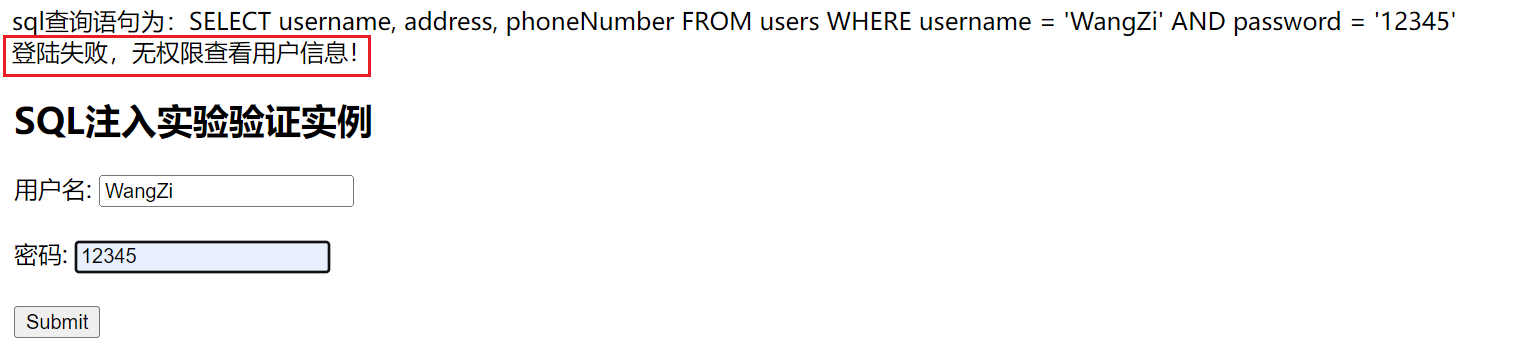 sql查询语句为：SELECT username, address, phoneNumber FROM users WHERE username = 'WangZi' AND password = '12345'
登陆失败，无权限查看用户信息！
SQL注入实验验证实例
用户名: WangZi
密码: 12345
Submit